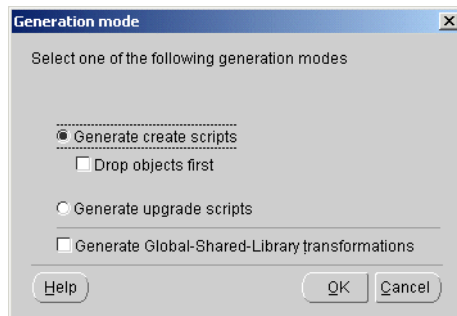 Generation mode
Select one of the following generation modes
Generate create scripts
Drop objects first
Generate upgrade scripts
Generate Global-Shared-Library transformations
Help OK Cancel